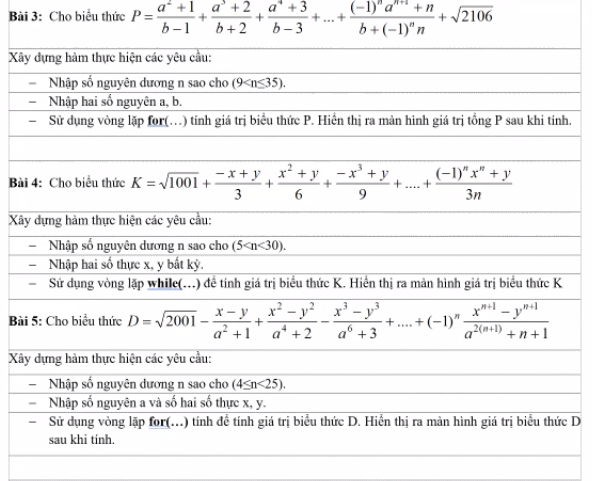 Bài 3: Cho biểu thức P = \frac{a^2+1}{b-1} + \frac{a^3+2}{b+2} + \frac{a^4+3}{b-3} + ... + \frac{(-1)^n a^{n+1}+n}{b+(-1)^n n} + \sqrt{2106}
Xây dựng hàm thực hiện các yêu cầu:
– Nhập số nguyên dương n sao cho (9<n≤35).
– Nhập hai số nguyên a, b.
– Sử dụng vòng lặp for(…) tính giá trị biểu thức P. Hiển thị ra màn hình giá trị tổng P sau khi tính.
Bài 4: Cho biểu thức K = \sqrt{1001} + \frac{-x+y}{3} + \frac{x^2+y}{6} + \frac{-x^3+y}{9} + .... + \frac{(-1)^n x^n+y}{3n}
Xây dựng hàm thực hiện các yêu cầu:
– Nhập số nguyên dương n sao cho (5<n<30).
– Nhập hai số thực x, y bất kỳ.
– Sử dụng vòng lặp while(…) để tính giá trị biểu thức K. Hiển thị ra màn hình giá trị biểu thức K
Bài 5: Cho biểu thức D = \sqrt{2001} - \frac{x-y}{a^2+1} + \frac{x^2-y^2}{a^4+2} - \frac{x^3-y^3}{a^6+3} + .... + (-1)^n \frac{x^{n+1}-y^{n+1}}{a^{2(n+1)}+n+1}
Xây dựng hàm thực hiện các yêu cầu:
– Nhập số nguyên dương n sao cho (4≤n<25).
– Nhập số nguyên a và số hai số thực x, y.
– Sử dụng vòng lặp for(…) tính để tính giá trị biểu thức D. Hiển thị ra màn hình giá trị biểu thức D
sau khi tính.